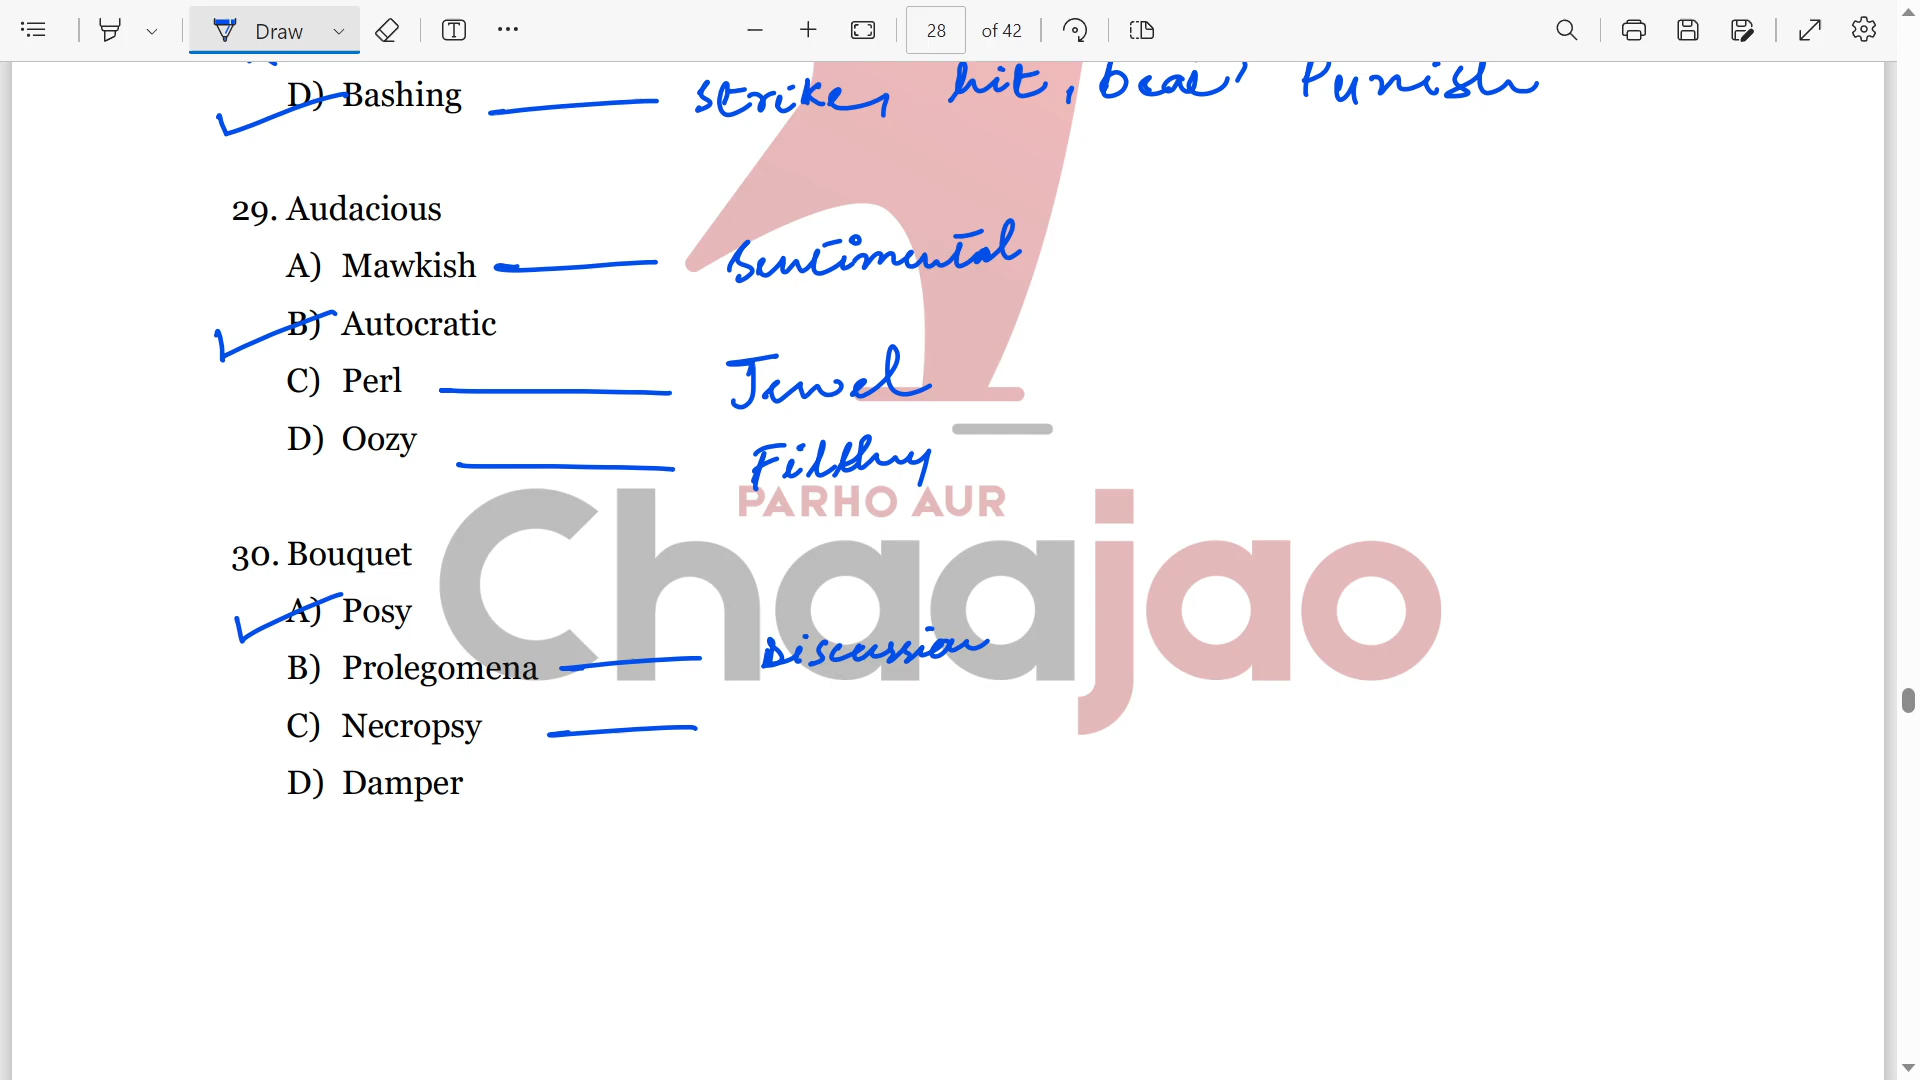 Draw
28 of 42
D) Bashing strike, hit, beat, Punish
29. Audacious
A) Mawkish Sentimental
B) Autocratic
C) Perl Jewel
D) Oozy Filthy
PARHO AUR
Chaajao
30. Bouquet
A) Posy
B) Prolegomena Discussion
C) Necropsy
D) Damper